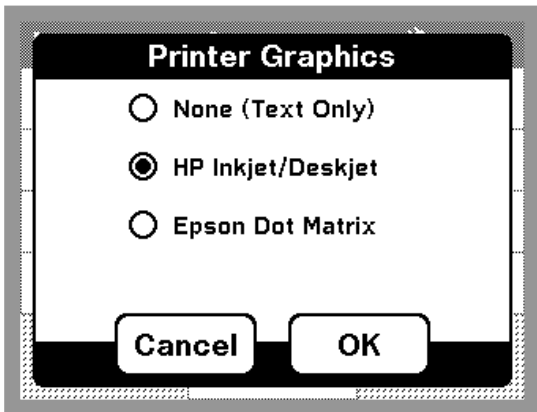 Printer Graphics
None (Text Only)
HP Inkjet/Deskjet
Epson Dot Matrix
Cancel
OK